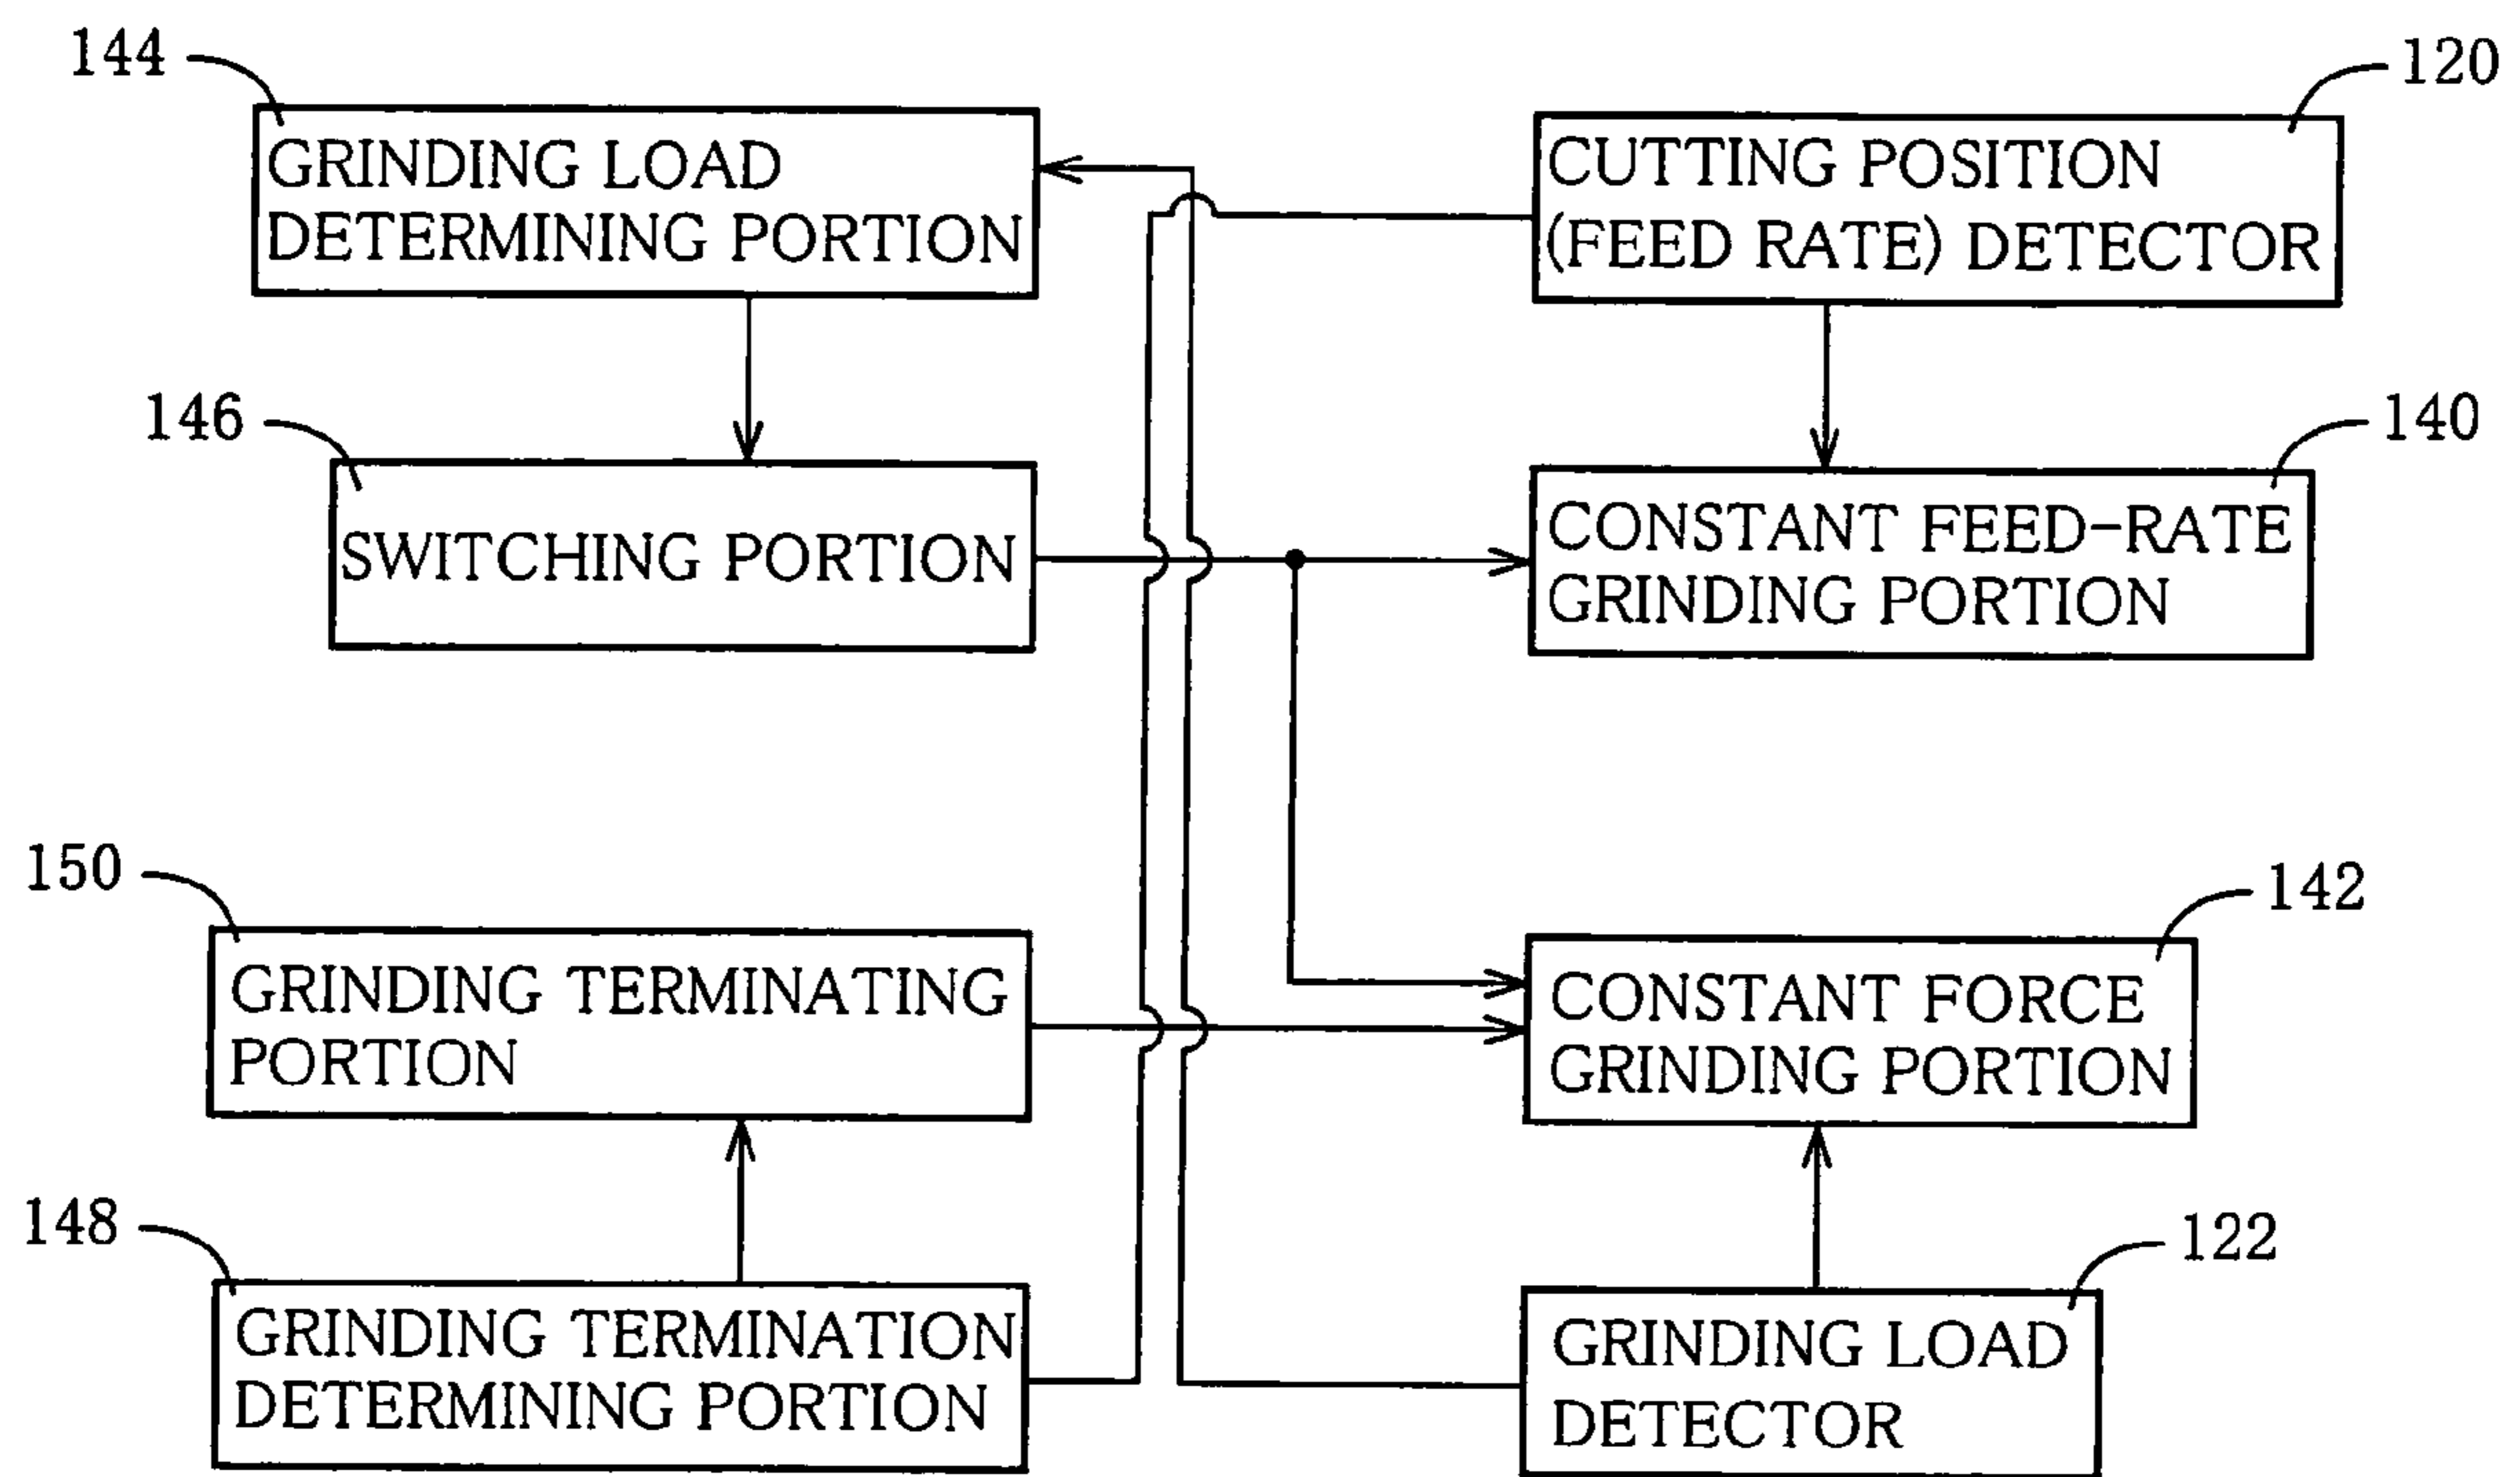 144
GRINDING LOAD
DETERMINING PORTION
120
CUTTING POSITION
(FEED RATE) DETECTOR
146
SWITCHING PORTION
140
CONSTANT FEED-RATE
GRINDING PORTION
150
GRINDING TERMINATING
PORTION
142
CONSTANT FORCE
GRINDING PORTION
148
GRINDING TERMINATION
DETERMINING PORTION
122
GRINDING LOAD
DETECTOR